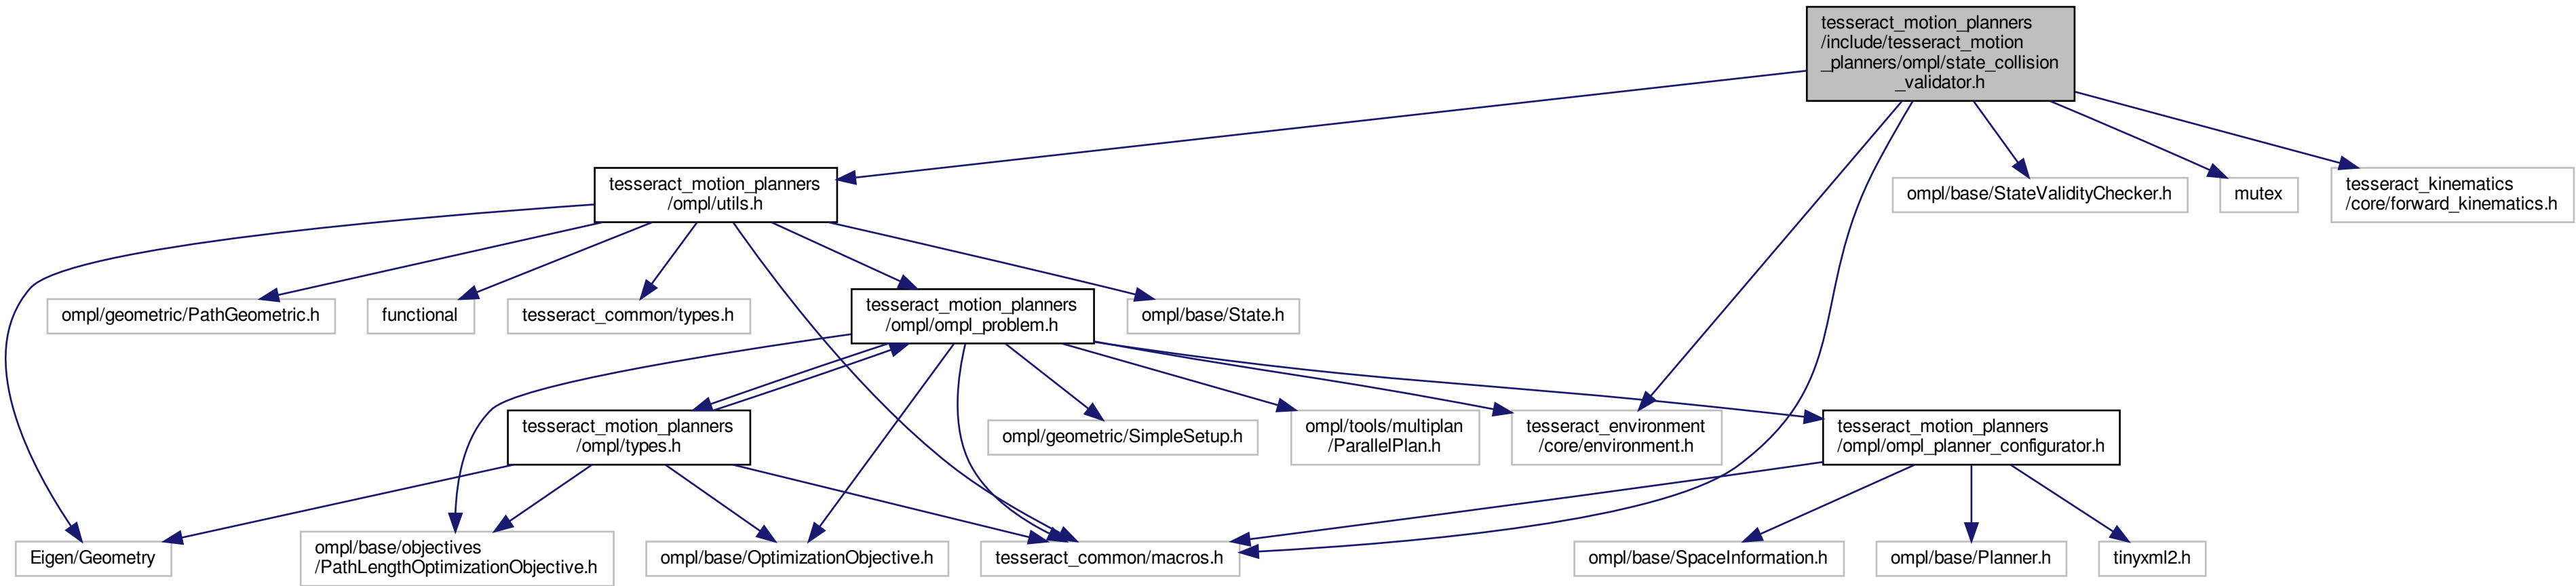 tesseract_motion_planners
/include/tesseract_motion
_planners/ompl/state_collision
_validator.h
tesseract_motion_planners
/ompl/utils.h
ompl/base/StateValidityChecker.h
mutex
tesseract_kinematics
/core/forward_kinematics.h
ompl/geometric/PathGeometric.h
functional
tesseract_common/types.h
tesseract_motion_planners
/ompl/ompl_problem.h
ompl/base/State.h
tesseract_motion_planners
/ompl/types.h
ompl/geometric/SimpleSetup.h
ompl/tools/multiplan
/ParallelPlan.h
tesseract_environment
/core/environment.h
tesseract_motion_planners
/ompl/ompl_planner_configurator.h
Eigen/Geometry
ompl/base/objectives
/PathLengthOptimizationObjective.h
ompl/base/OptimizationObjective.h
tesseract_common/macros.h
ompl/base/SpaceInformation.h
ompl/base/Planner.h
tinyxml2.h